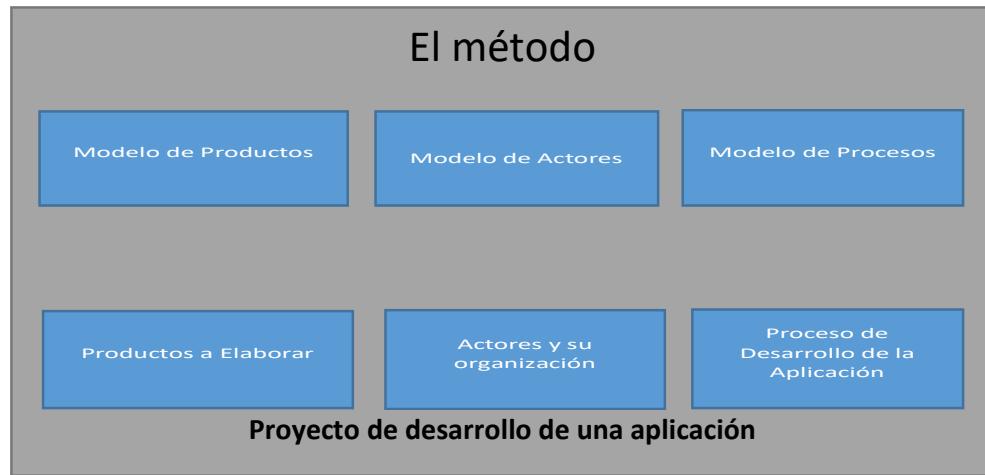 El método
Modelo de Productos
Modelo de Actores
Modelo de Procesos
Productos a Elaborar
Actores y su
organización
Proceso de
Desarrollo de la
Aplicación
Proyecto de desarrollo de una aplicación